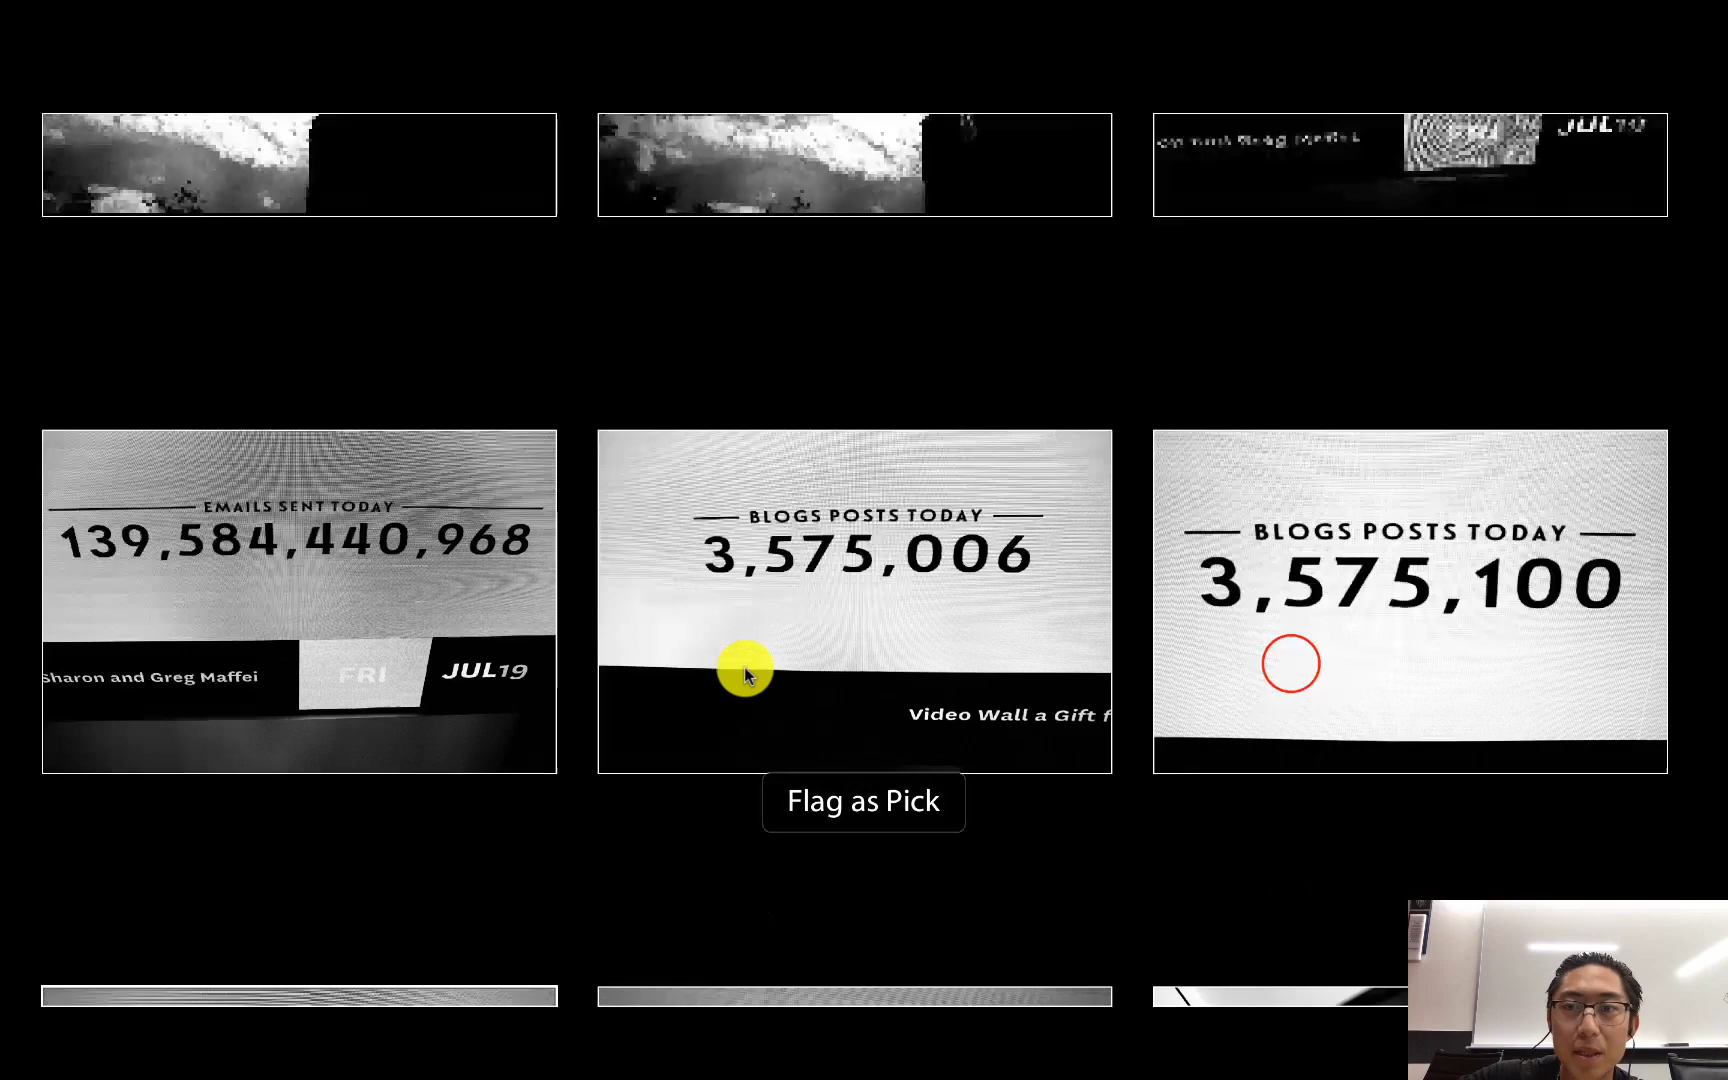 JUL19
EMAILS SENT TODAY
139,584,440,968
Sharon and Greg Maffei
FRI
JUL19
BLOGS POSTS TODAY
3,575,006
Video Wall a Gift f
BLOGS POSTS TODAY
3,575,100
Flag as Pick